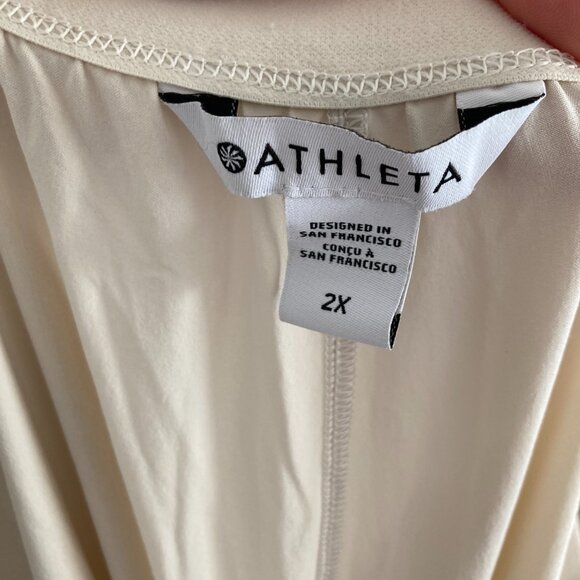 ATHLETA
DESIGNED IN
SAN FRANCISCO
CONÇU À
SAN FRANCISCO
2X